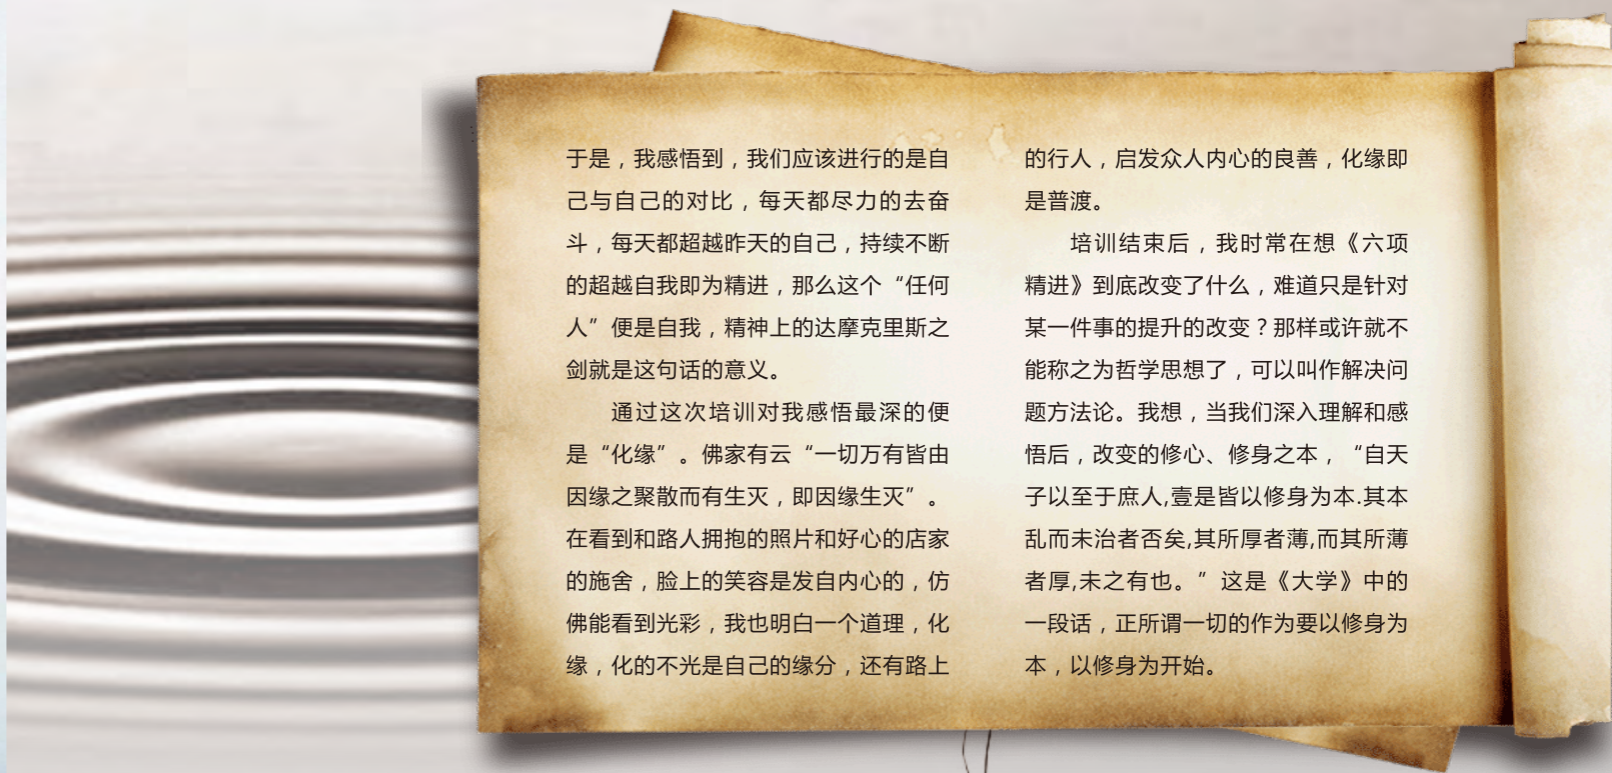 于是，我感悟到，我们应该进行的是自
己与自己的对比，每天都尽力的去奋
斗，每天都超越昨天的自己，持续不断
的超越自我即为精进，那么这个“任何
人”便是自我，精神上的达摩克里斯之
剑就是这句话的意义。
通过这次培训对我感悟最深的便
是“化缘”。佛家有云“一切万有皆由
因缘之聚散而有生灭，即因缘生灭”。
在看到和路人拥抱的照片和好心的店家
的施舍，脸上的笑容是发自内心的，仿
佛能看到光彩，我也明白一个道理，化
缘，化的不光是自己的缘分，还有路上
的行人，启发众人内心的良善，化缘即
是普渡。
培训结束后，我时常在想《六项
精进》到底改变了什么，难道只是针对
某一件事的提升的改变？那样或许就不
能称之为哲学思想了，可以叫作解决问
题方法论。我想，当我们深入理解和感
悟后，改变的修心、修身之本，“自天
子以至于庶人,壹是皆以修身为本.其本
乱而未治者否矣,其所厚者薄,而其所薄
者厚,未之有也。”这是《大学》中的
一段话，正所谓一切的作为要以修身为
本，以修身为开始。